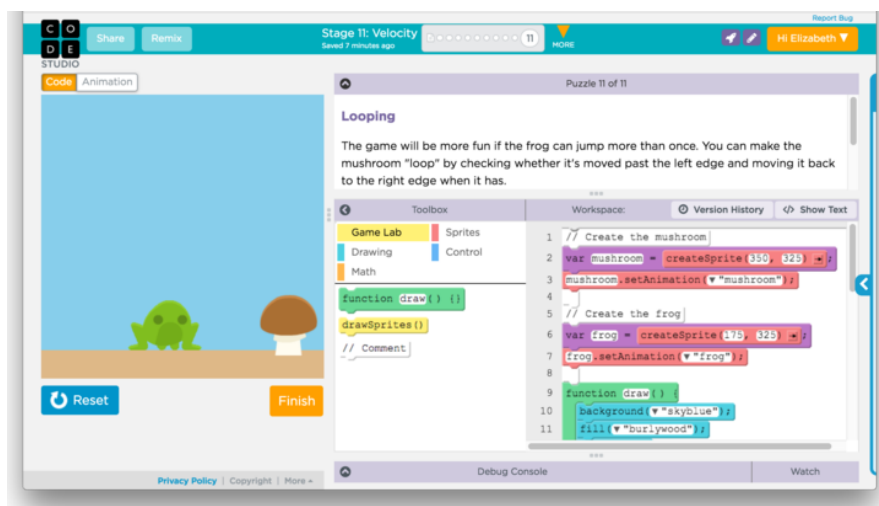 Report Bug
C O
D E
STUDIO
Share Remix
Stage 11: Velocity
Saved 7 minutes ago
11
MORE
Hi Elizabeth ▼
Code Animation
Puzzle 11 of 11
Looping
The game will be more fun if the frog can jump more than once. You can make the
mushroom "loop" by checking whether it's moved past the left edge and moving it back
to the right edge when it has.
Toolbox
Workspace: Version History </> Show Text
Game Lab Sprites
Drawing Control
Math
function draw() {}
drawSprites()
// Comment
1 // Create the mushroom
2 var mushroom = createSprite(350, 325);
3 mushroom.setAnimation(▼"mushroom");
4
5 // Create the frog
6 var frog = createSprite(175, 325);
7 frog.setAnimation(▼"frog");
8
9 function draw() {
10 background(▼"skyblue");
11 fill(▼"burlywood");
Reset
Finish
Debug Console
Watch
Privacy Policy | Copyright | More